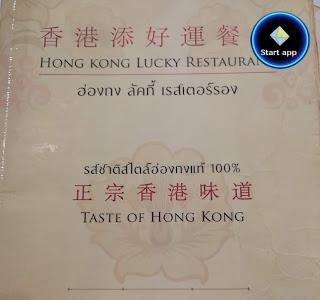 香港添好運餐
Start app
HONG KONG LUCKY RESTAURAN
ฮ่องกง ลัคกี้ เรสเตอร์รอง
รสชาติสไตล์ฮ่องกงแท้ 100%
正宗香港味道
TASTE OF HONG KONG